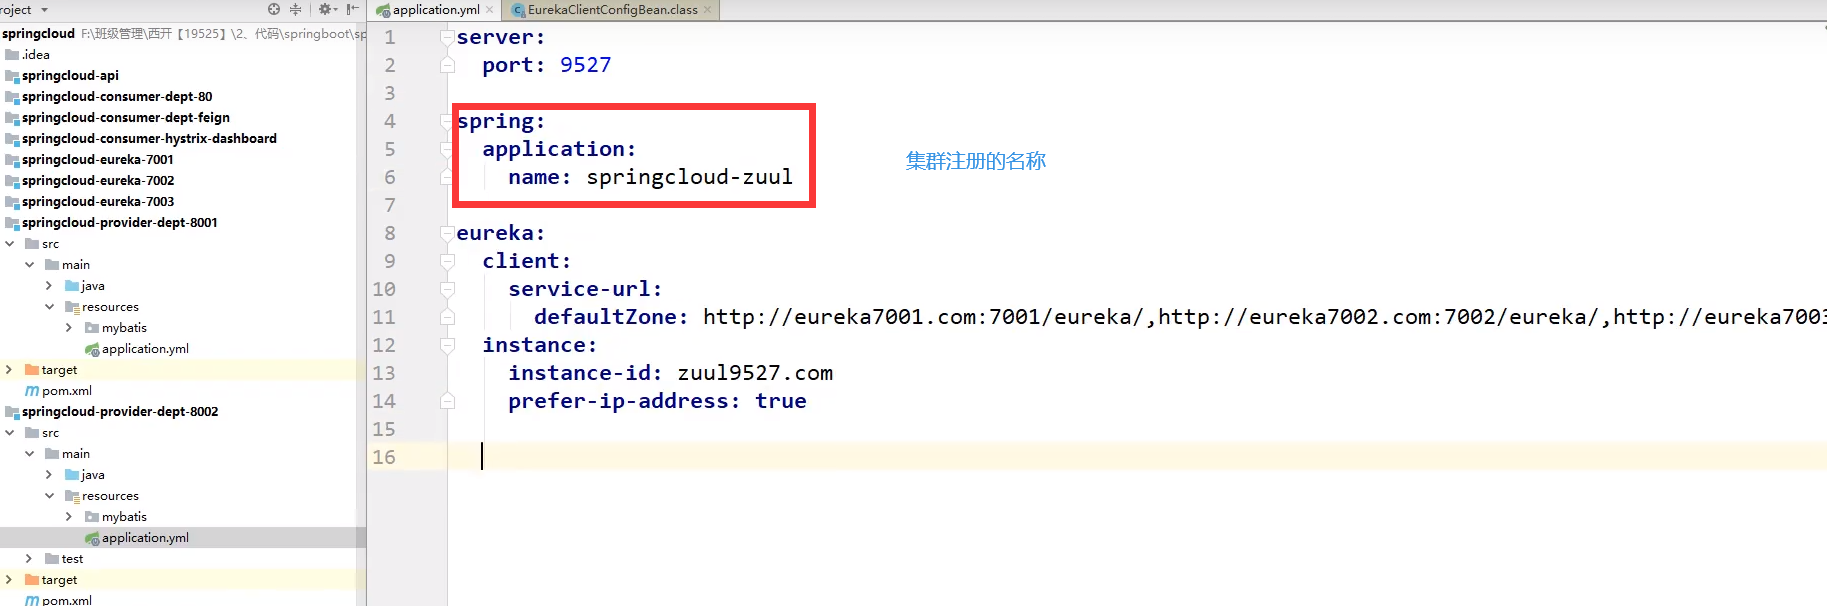 roject
springcloud F:\班级管理\西开【19525】\2、代码\springboot\sp
.idea
springcloud-api
springcloud-consumer-dept-80
springcloud-consumer-dept-feign
springcloud-consumer-hystrix-dashboard
springcloud-eureka-7001
springcloud-eureka-7002
springcloud-eureka-7003
springcloud-provider-dept-8001
src
main
java
resources
mybatis
application.yml
target
pom.xml
springcloud-provider-dept-8002
src
main
java
resources
mybatis
application.yml
test
target
pom.xml
application.yml
EurekaClientConfigBean.class
1 server:
2 port: 9527
3
4 spring:
5 application:
6 name: springcloud-zuul
集群注册的名称
7
8 eureka:
9 client:
10 service-url:
11 defaultZone: http://eureka7001.com:7001/eureka/,http://eureka7002.com:7002/eureka/,http://eureka7003
12 instance:
13 instance-id: zuul9527.com
14 prefer-ip-address: true
15
16